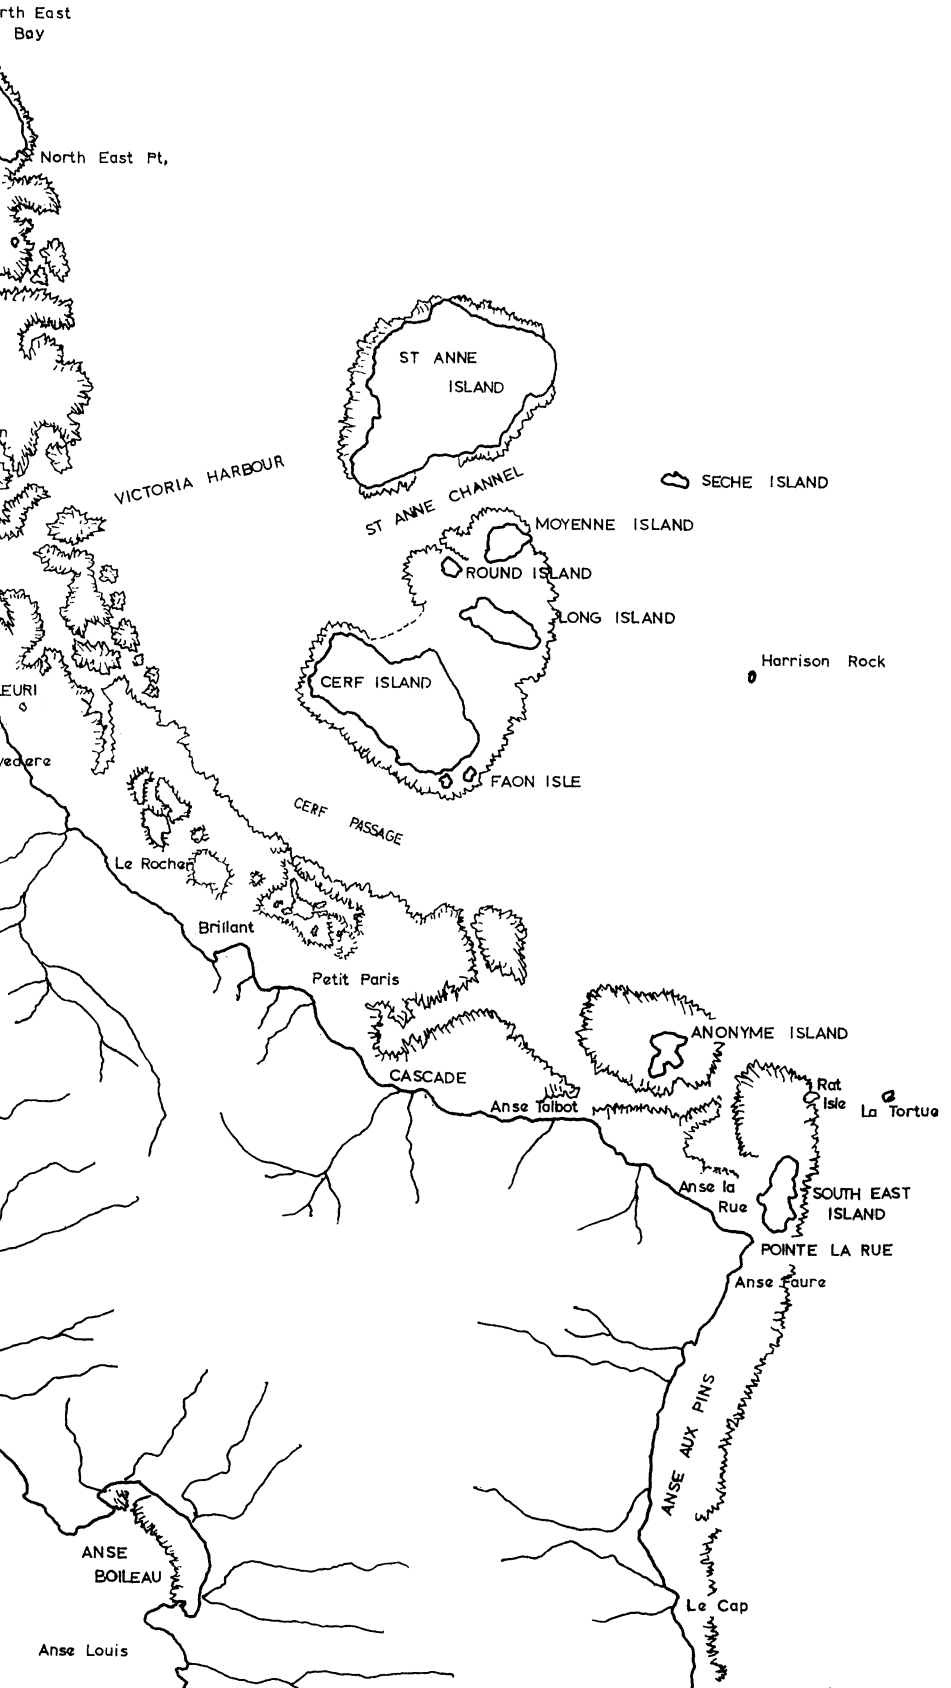 rth East
Bay
North East Pt,
ST ANNE
ISLAND
VICTORIA HARBOUR
ST ANNE CHANNEL
SECHE ISLAND
MOYENNE ISLAND
ROUND ISLAND
LONG ISLAND
Harrison Rock
CERF ISLAND
EURI
vedere
FAON ISLE
CERF PASSAGE
Le Rocher
Brillant
Petit Paris
ANONYME ISLAND
CASCADE
Rat
Isle
La Tortue
Anse Talbot
Anse la
Rue
SOUTH EAST
ISLAND
POINTE LA RUE
Anse Faure
ANSE AUX PINS
ANSE
BOILEAU
Le Cap
Anse Louis